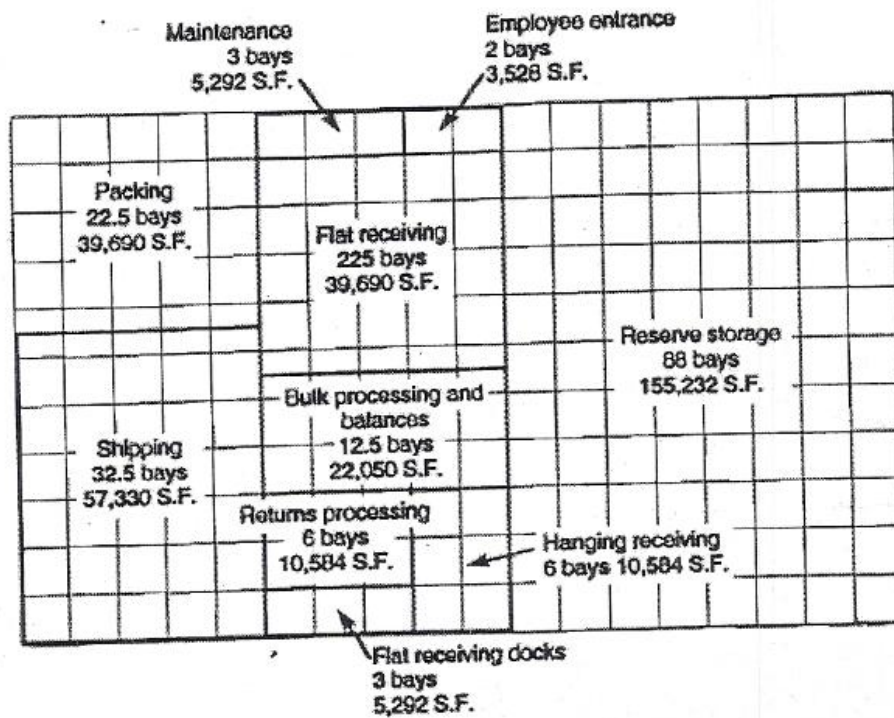 Maintenance
3 bays
5,292 S.F.
Employee entrance
2 bays
3,528 S.F.
Packing
22.5 bays
39,690 S.F.
Flat receiving
225 bays
39,690 S.F.
Reserve storage
88 bays
155,232 S.F.
Bulk processing and
balances
12.5 bays
22,050 S.F.
Shipping
32.5 bays
57,330 S.F.
Returns processing
6 bays
10,584 S.F.
Hanging receiving
6 bays 10,584 S.F.
Flat receiving docks
3 bays
5,292 S.F.